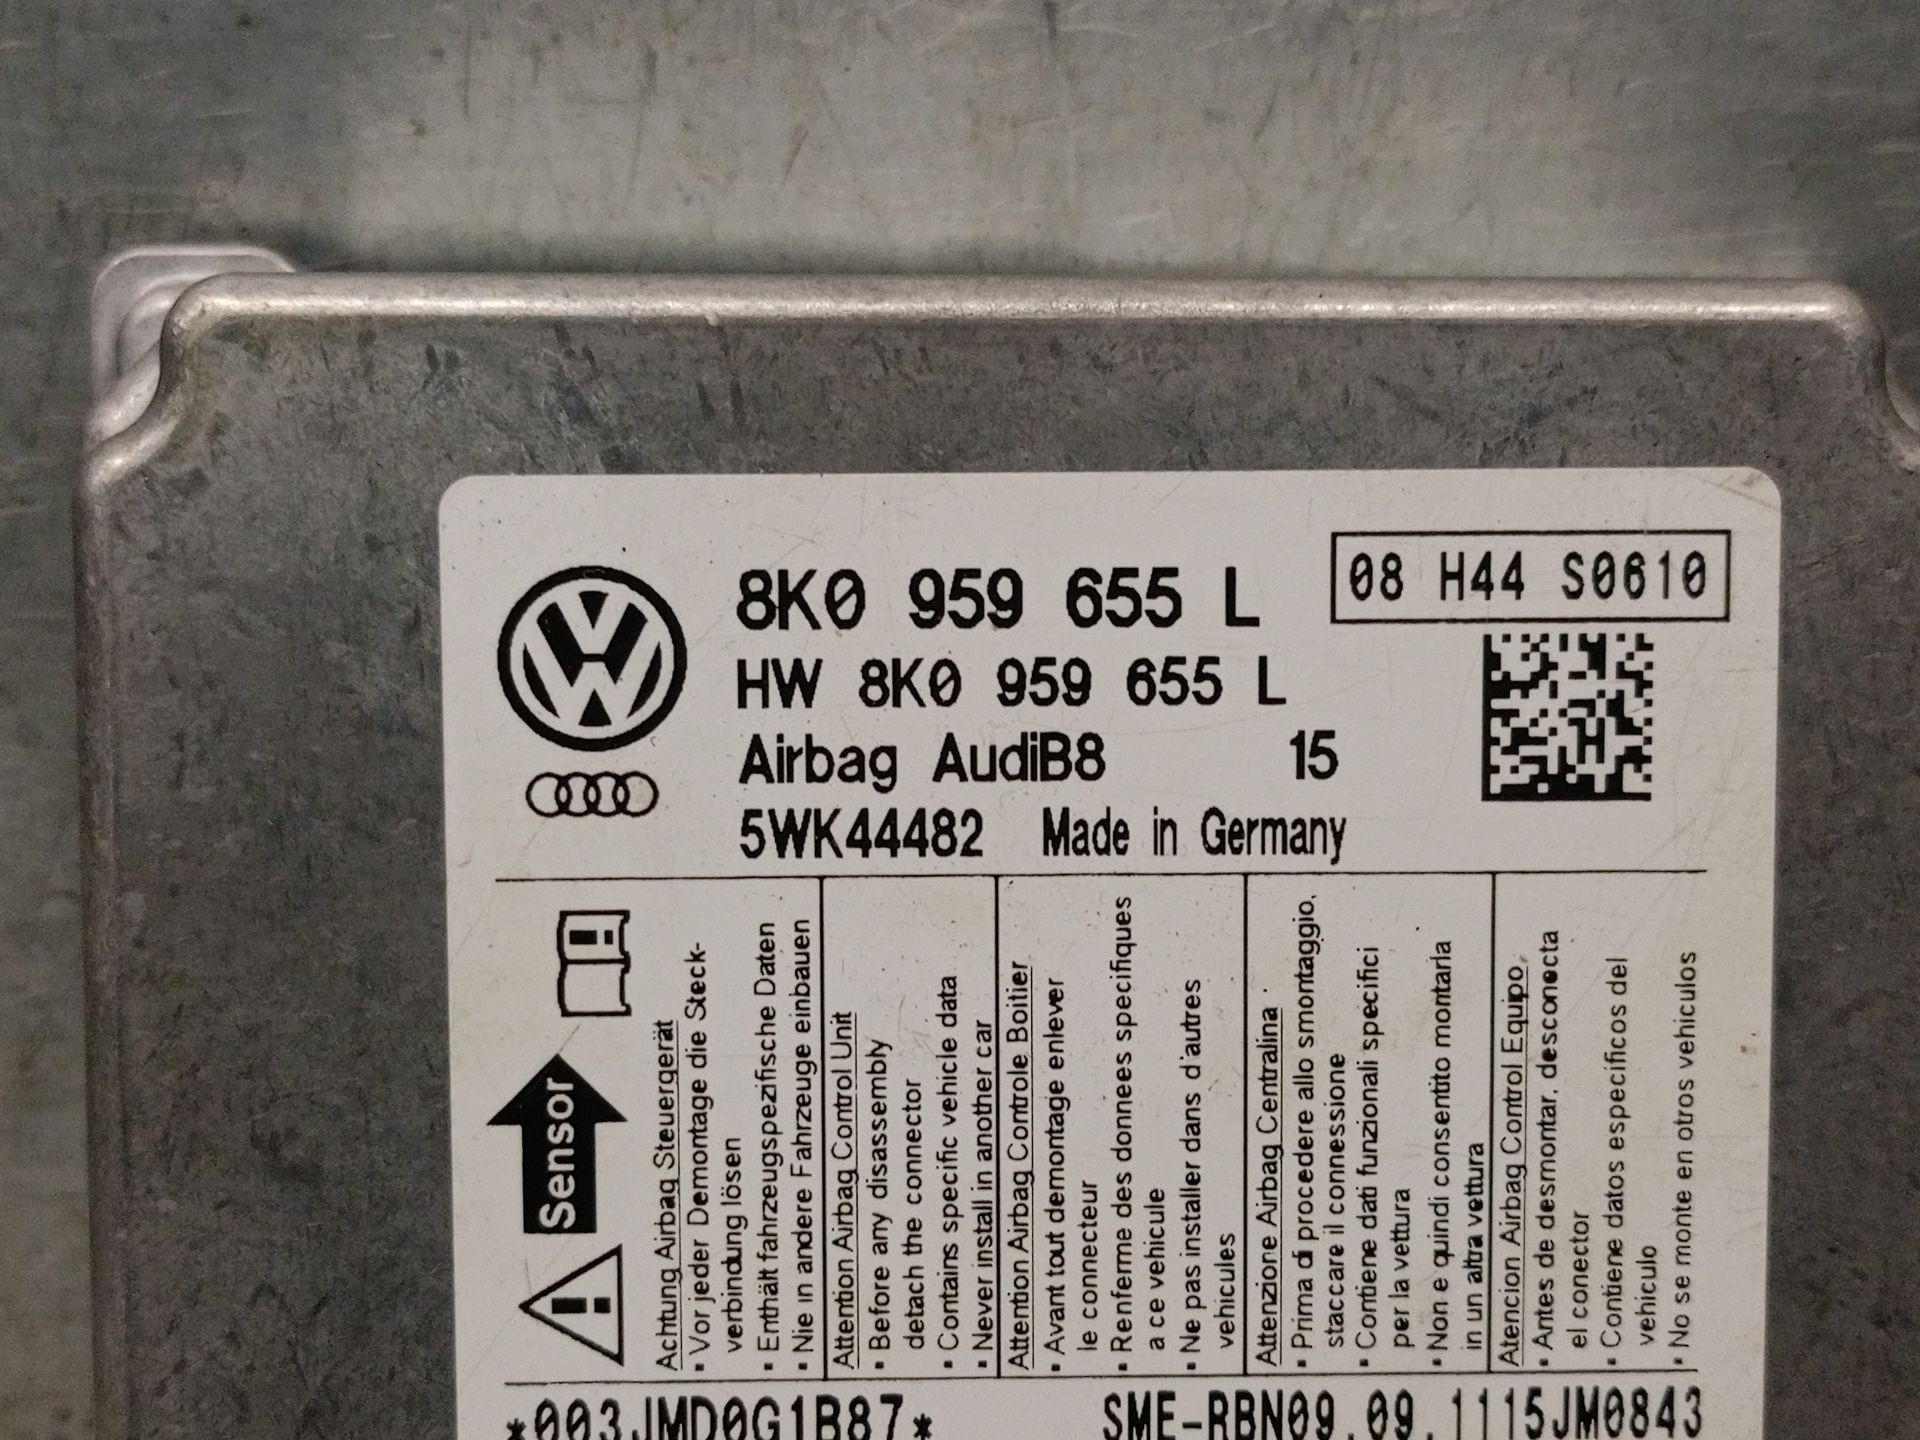 8K0 959 655 L
08 H44 S0610
HW 8K0 959 655 L
Airbag AudiB8 15
5WK44482 Made in Germany
Sensor
Achtung Airbag Steuergerät
▪ Vor jeder Demontage die Steck-
verbindung lösen
▪ Enthält fahrzeugspezifische Daten
▪ Nie in andere Fahrzeuge einbauen
Attention Airbag Control Unit
▪ Before any disassembly
detach the connector
▪ Contains specific vehicle data
▪ Never install in another car
Attention Airbag Controle Boitier
▪ Avant tout demontage enlever
le connecteur
▪ Renferme des donnees specifiques
a ce vehicule
▪ Ne pas installer dans d'autres
vehicules
Attenzione Airbag Centralina
▪ Prima di procedere allo smontaggio,
staccare il connessione
▪ Contiene dati funzionali specifici
per la vettura
▪ Non e quindi consentito montarla
in un altra vettura
Atencion Airbag Control Equipo
▪ Antes de desmontar, desconecta
el conector
▪ Contiene datos especificos del
vehiculo
▪ No se monte en otros vehiculos
*003JMD0G1B87*
SME-RBN09.09.1115JM0843